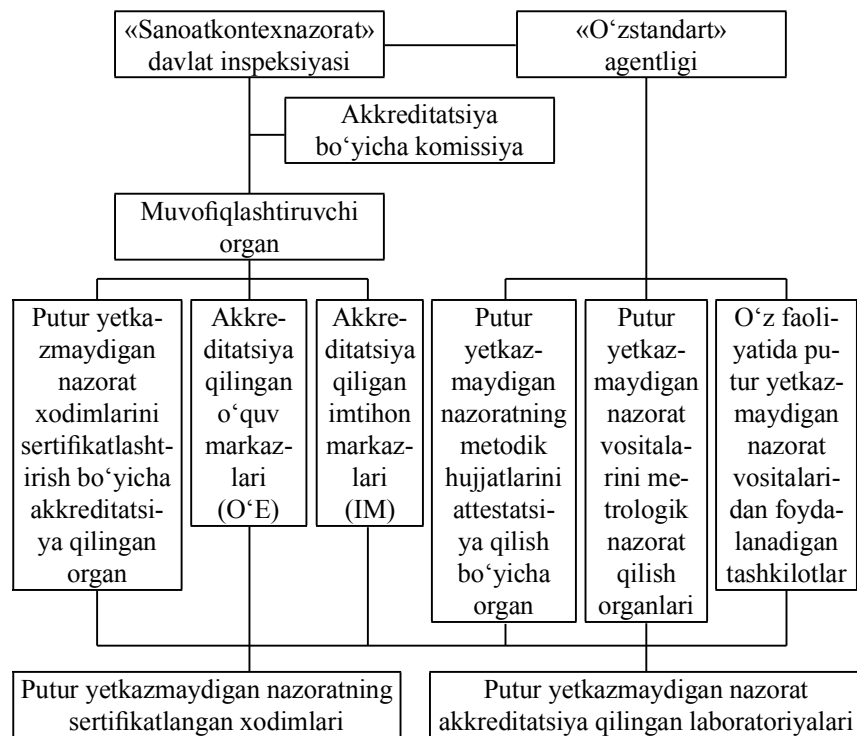 «Sanoatkontexnazorat»
davlat inspeksiyasi
«O‘zstandart»
agentligi
Akkreditatsiya
bo‘yicha komissiya
Muvofiqlashtiruvchi
organ
Putur yetka-
zmaydigan
nazorat
xodimlarini
sertifikatlasht-
irish bo‘yicha
akkreditatsi-
ya qilingan
organ
Akkre-
ditatsiya
qilingan
o‘quv
markaz-
lari
(O‘E)
Akkre-
ditatsiya
qiligan
imtihon
markaz-
lari
(IM)
Putur
yetkaz-
maydigan
nazoratning
metodik
hujjatlarini
attestatsi-
ya qilish
bo‘yicha
organ
Putur
yetkaz-
maydigan
nazorat
vositala-
rini me-
trologik
nazorat
qilish
organlari
O‘z faoli-
yatida pu-
tur yetkaz-
maydigan
nazorat
vositalari-
dan foyda-
lanadigan
tashkilotlar
Putur yetkazmaydigan nazoratning
sertifikatlangan xodimlari
Putur yetkazmaydigan nazorat
akkreditatsiya qilingan laboratoriyalari